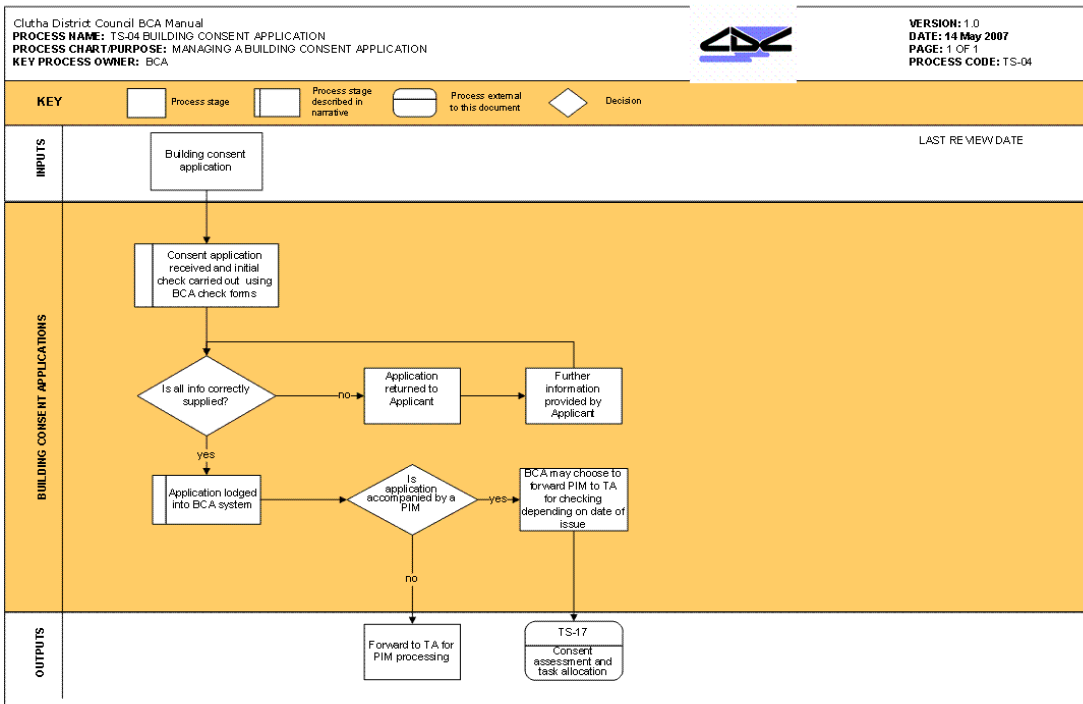 Clutha District Council BCA Manual
PROCESS NAME: TS-04 BUILDING CONSENT APPLICATION
PROCESS CHART/PURPOSE: MANAGING A BUILDING CONSENT APPLICATION
KEY PROCESS OWNER: BCA
CDC
VERSION: 1.0
DATE: 14 May 2007
PAGE: 1 OF 1
PROCESS CODE: TS-04
KEY
Process stage
Process stage
described in
narrative
Process external
to this document
Decision
INPUTS
Building consent
application
LAST REVIEW DATE
BUILDING CONSENT APPLICATIONS
Consent application
received and initial
check carried out using
BCA check forms
Is all info correctly
supplied?
no
Application
returned to
Applicant
Further
information
provided by
Applicant
yes
Application lodged
into BCA system
Is
application
accompanied by a
PIM
yes
BCA may choose to
forward PIM to TA
for checking
depending on date of
issue
no
OUTPUTS
Forward to TA for
PIM processing
TS-17
Consent
assessment and
task allocation